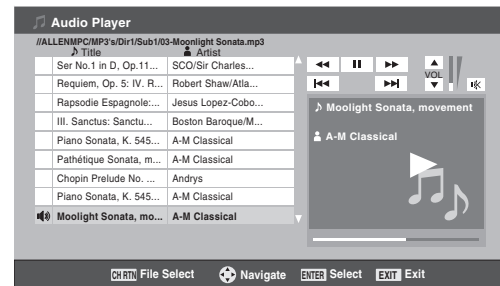 Audio Player
//ALLENMPC/MP3's/Dir1/Sub1/03-Moonlight Sonata.mp3
Title Artist
Ser No.1 in D, Op.11... SCO/Sir Charles...
Requiem, Op. 5: IV. R... Robert Shaw/Atla...
Rapsodie Espagnole:... Jesus Lopez-Cobo...
III. Sanctus: Sanctu... Boston Baroque/M...
Piano Sonata, K. 545... A-M Classical
Pathétique Sonata, m... A-M Classical
Chopin Prelude No. ... Andrys
Piano Sonata, K. 545... A-M Classical
Moolight Sonata, mo... A-M Classical
VOL
Moolight Sonata, movement
A-M Classical
CH RTN File Select Navigate ENTER Select EXIT Exit